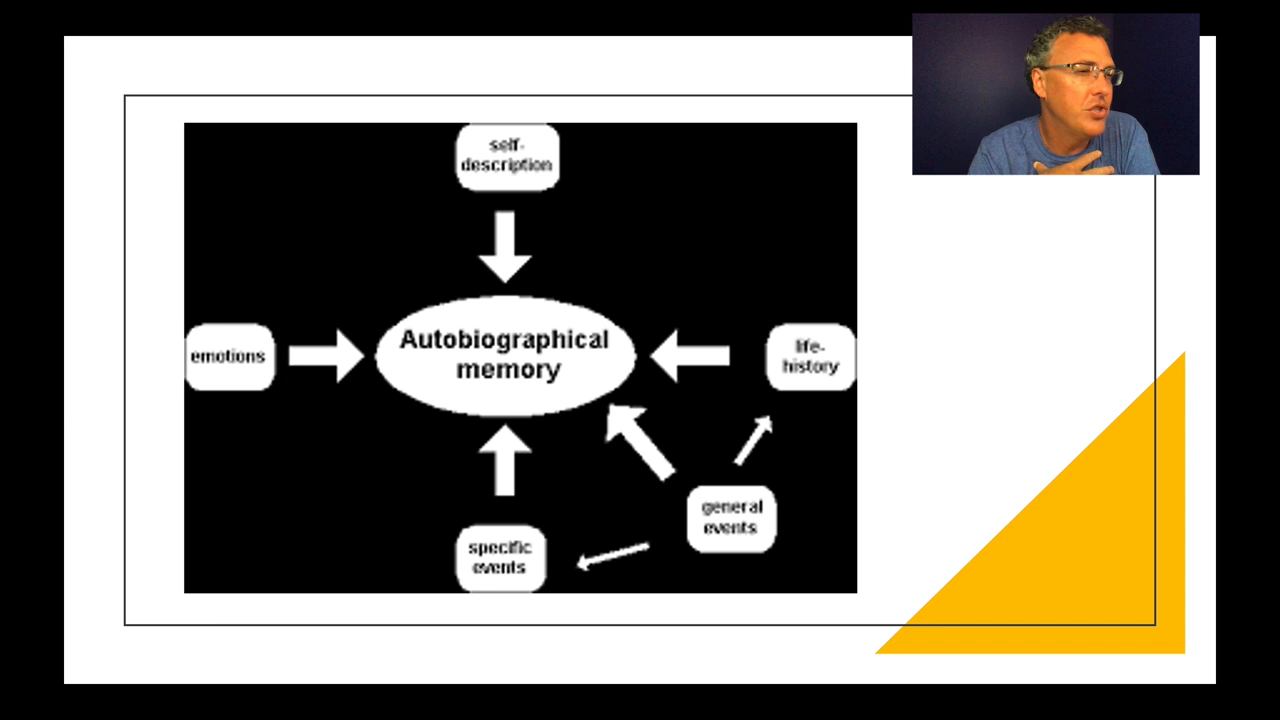 self-
description
emotions
Autobiographical
memory
life-
history
general
events
specific
events